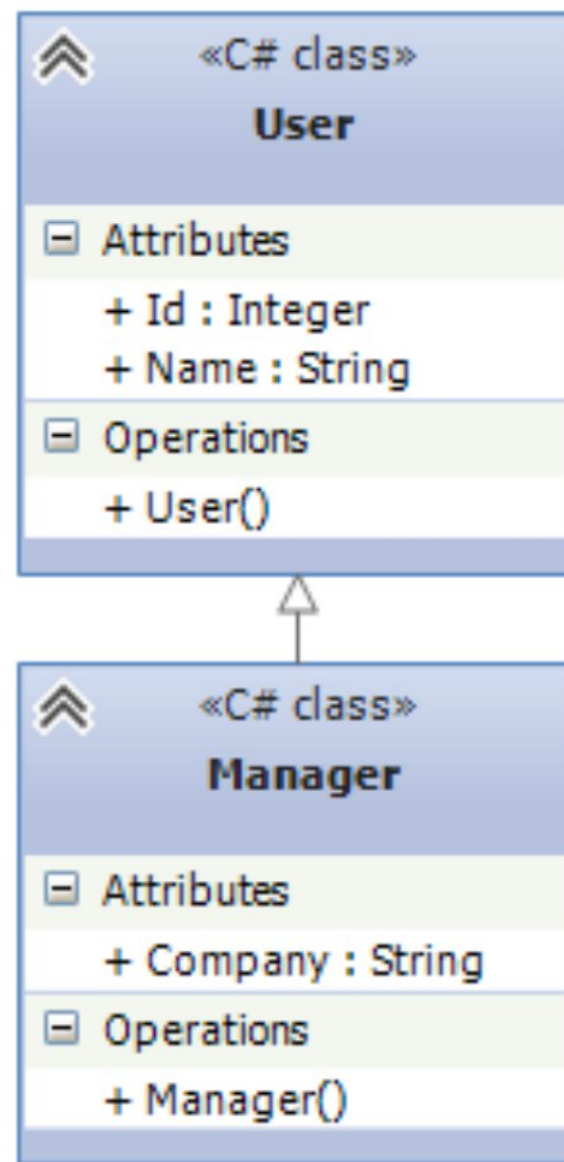 «C# class»
User
Attributes
+ Id : Integer
+ Name : String
Operations
+ User()
«C# class»
Manager
Attributes
+ Company : String
Operations
+ Manager()